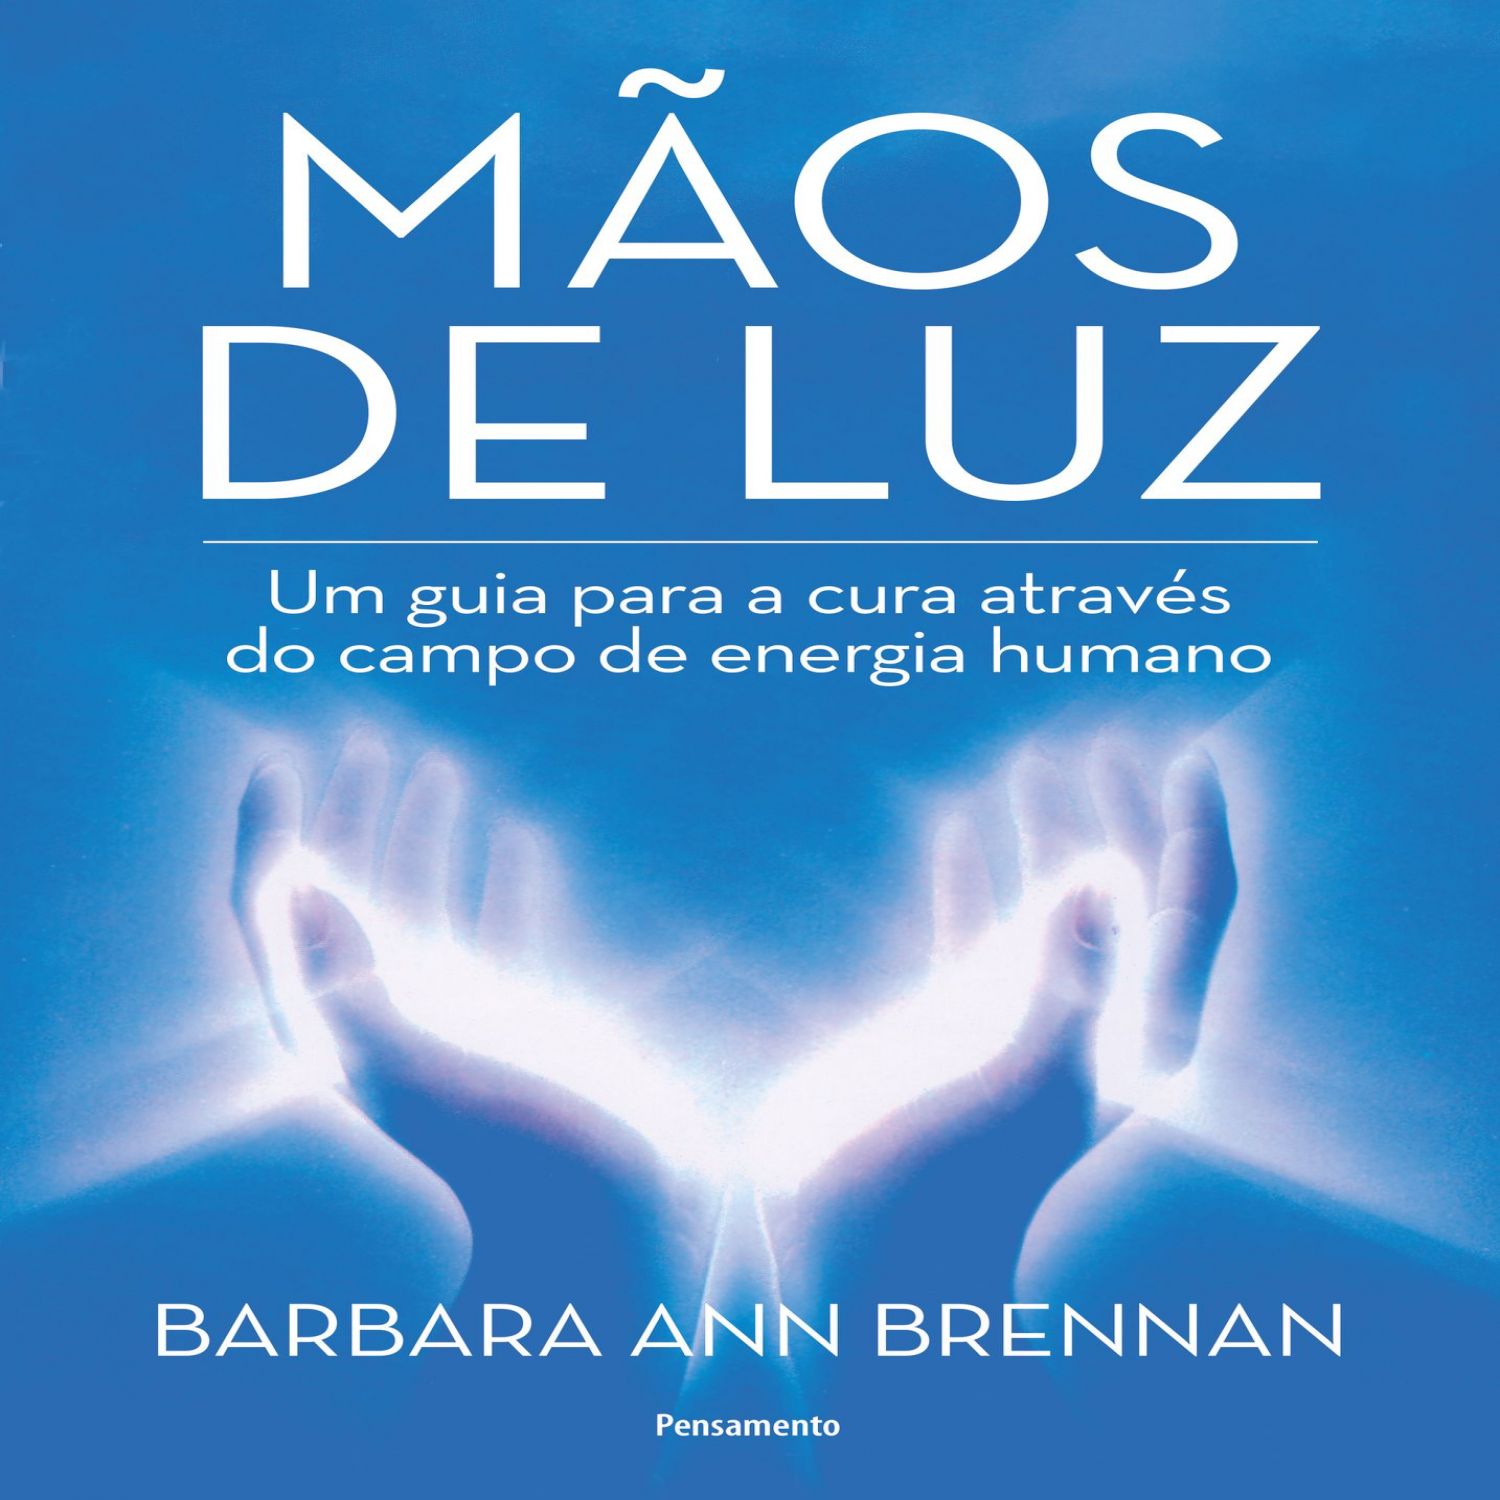 MÃOS
DE LUZ
Um guia para a cura através
do campo de energia humano
BARBARA ANN BRENNAN
Pensamento